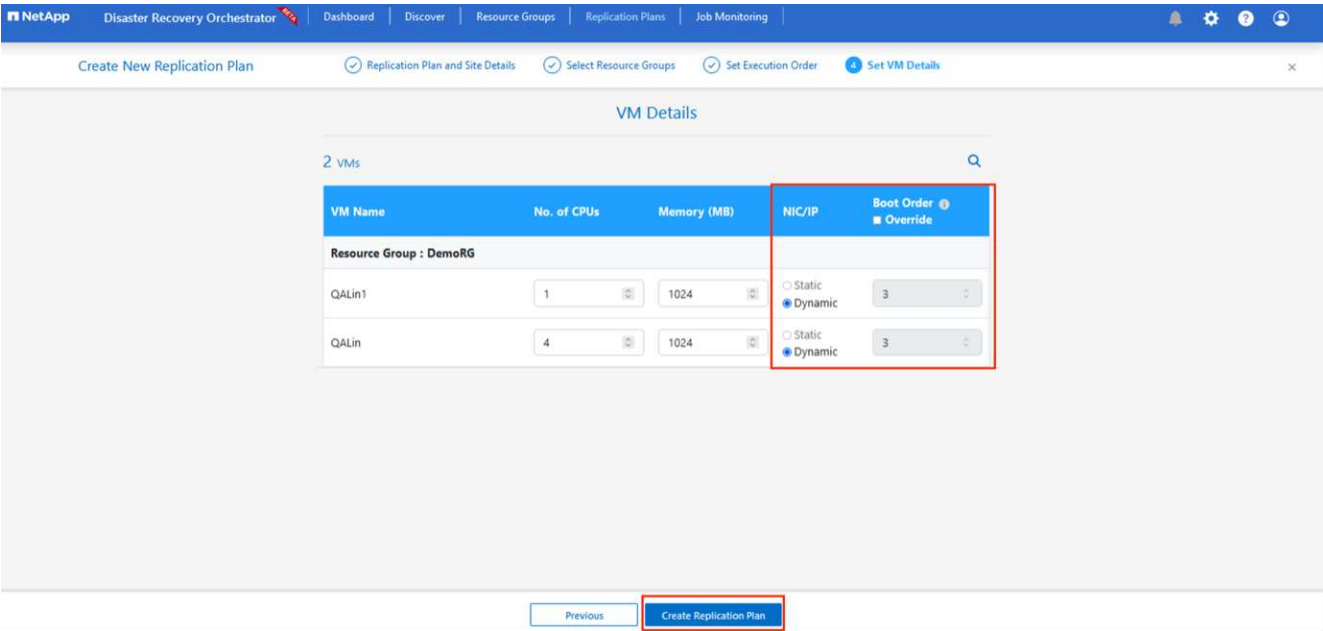 NetApp Disaster Recovery Orchestrator BETA Dashboard Discover Resource Groups Replication Plans Job Monitoring
Create New Replication Plan Replication Plan and Site Details Select Resource Groups Set Execution Order 4 Set VM Details
VM Details
2 VMs
VM Name No. of CPUs Memory (MB) NIC/IP Boot Order
Override
Resource Group : DemoRG
QALin1 1 1024 Static
Dynamic 3
QALin 4 1024 Static
Dynamic 3
Previous Create Replication Plan